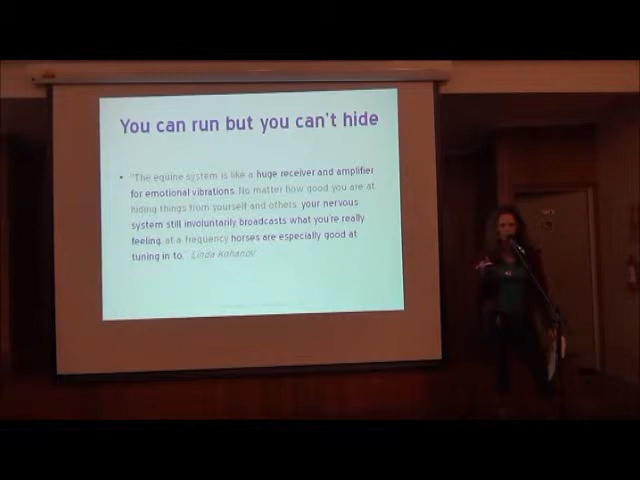 You can run but you can't hide
• "The equine system is like a huge receiver and amplifier
for emotional vibrations. No matter how good you are at
hiding things from yourself and others, your nervous
system still involuntarily broadcasts what you're really
feeling, at a frequency horses are especially good at
tuning in to." Linda Kohanov